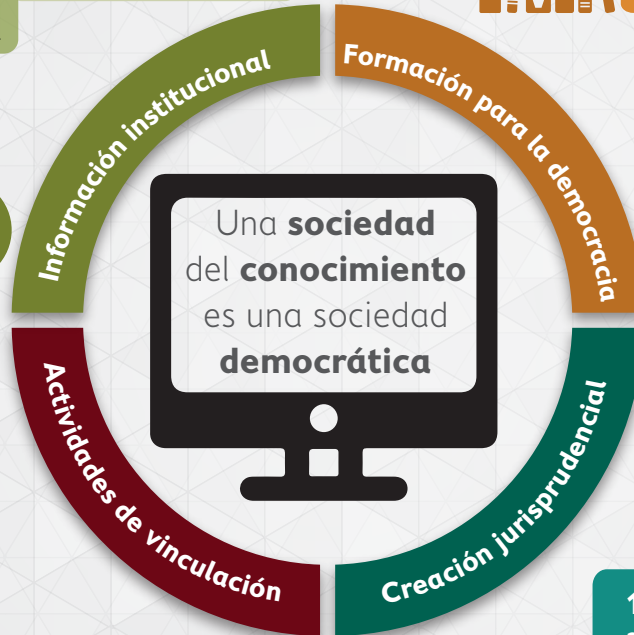 Información institucional
Formación para la democracia
Una sociedad
del conocimiento
es una sociedad
democrática
Actividades de vinculación
Creación jurisprudencial
1